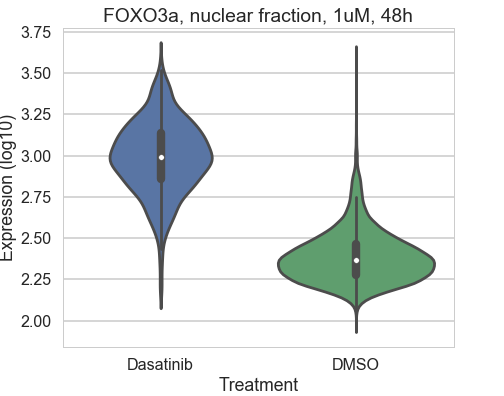 FOXO3a, nuclear fraction, 1uM, 48h
3.75
3.50
3.25
3.00
2.75
2.50
2.25
2.00
Expression (log10)
Dasatinib
DMSO
Treatment